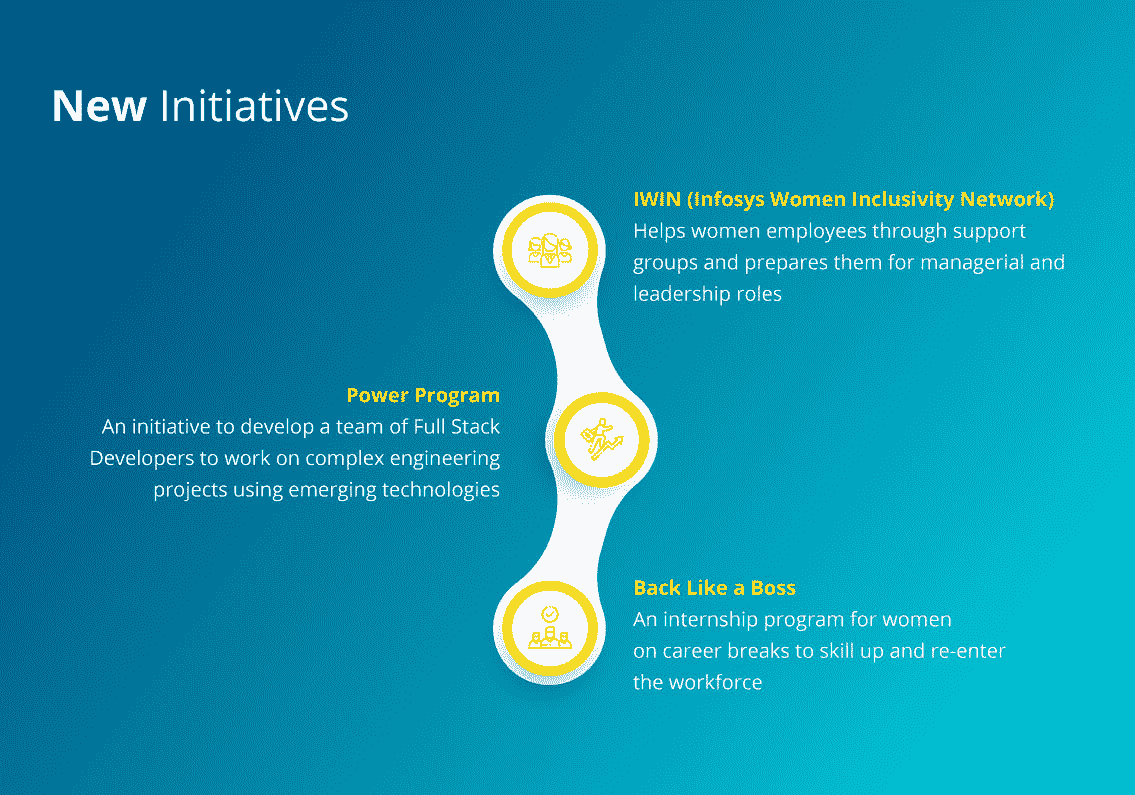 New Initiatives
IWIN (Infosys Women Inclusivity Network)
Helps women employees through support
groups and prepares them for managerial and
leadership roles
Power Program
An initiative to develop a team of Full Stack
Developers to work on complex engineering
projects using emerging technologies
Back Like a Boss
An internship program for women
on career breaks to skill up and re-enter
the workforce